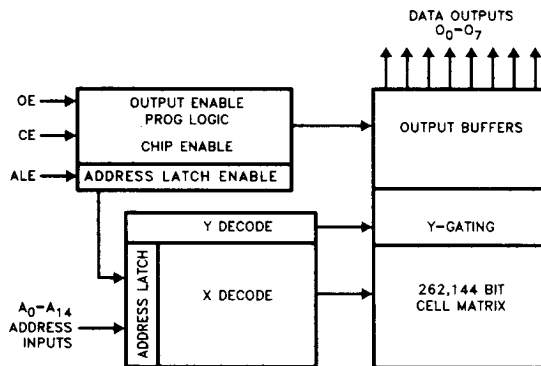 DATA OUTPUTS
O0–O7
OE
CE
ALE
OUTPUT ENABLE
PROG LOGIC
CHIP ENABLE
ADDRESS LATCH ENABLE
OUTPUT BUFFERS
Y DECODE
Y-GATING
ADDRESS LATCH
X DECODE
262,144 BIT
CELL MATRIX
A0–A14
ADDRESS
INPUTS